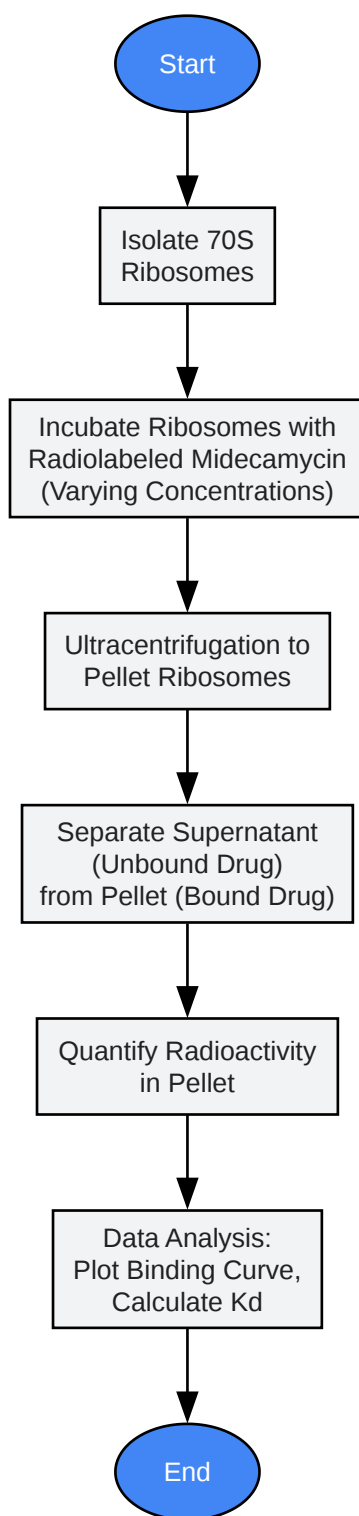 Start
Isolate 70S
Ribosomes
Incubate Ribosomes with
Radiolabeled Midecamycin
(Varying Concentrations)
Ultracentrifugation to
Pellet Ribosomes
Separate Supernatant
(Unbound Drug)
from Pellet (Bound Drug)
Quantify Radioactivity
in Pellet
Data Analysis:
Plot Binding Curve,
Calculate Kd
End